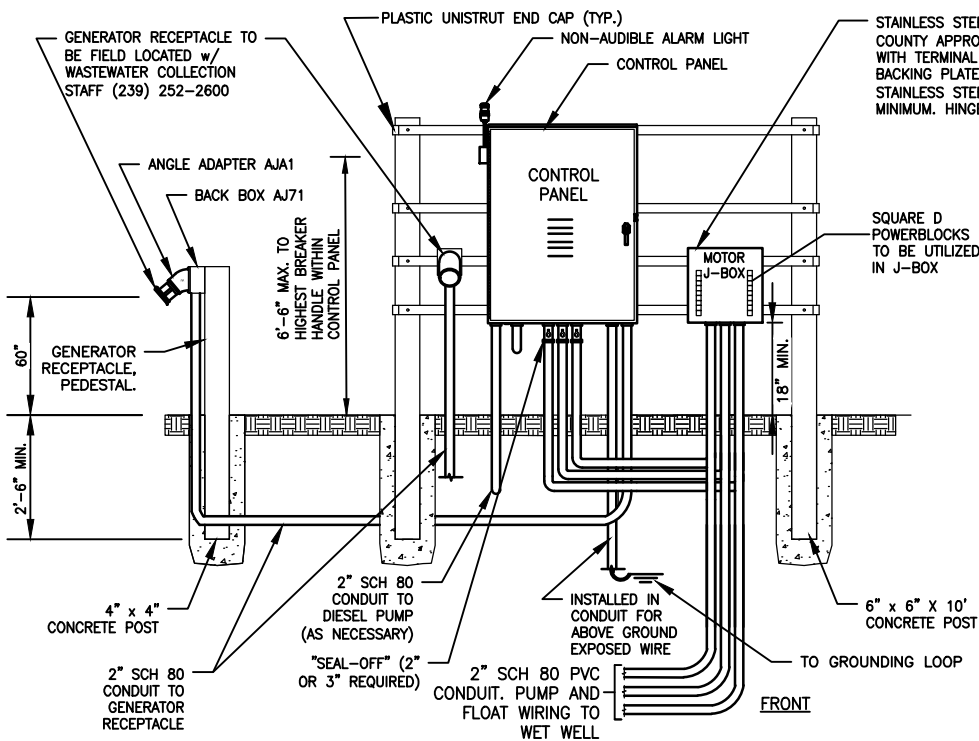 PLASTIC UNISTRUT END CAP (TYP.)
GENERATOR RECEPTACLE TO
BE FIELD LOCATED w/
WASTEWATER COLLECTION
STAFF (239) 252-2600
NON-AUDIBLE ALARM LIGHT
CONTROL PANEL
STAINLESS STEE
COUNTY APPRO
WITH TERMINAL
BACKING PLATE
STAINLESS STEE
MINIMUM. HING
ANGLE ADAPTER AJA1
BACK BOX AJ71
CONTROL
PANEL
6'-6" MAX. TO
HIGHEST BREAKER
HANDLE WITHIN
CONTROL PANEL
MOTOR
J-BOX
SQUARE D
POWERBLOCKS
TO BE UTILIZED
IN J-BOX
60"
GENERATOR
RECEPTACLE,
PEDESTAL.
18" MIN.
2'-6" MIN.
4" x 4"
CONCRETE POST
2" SCH 80
CONDUIT TO
GENERATOR
RECEPTACLE
2" SCH 80
CONDUIT TO
DIESEL PUMP
(AS NECESSARY)
"SEAL-OFF" (2"
OR 3" REQUIRED)
INSTALLED IN
CONDUIT FOR
ABOVE GROUND
EXPOSED WIRE
2" SCH 80 PVC
CONDUIT. PUMP AND
FLOAT WIRING TO
WET WELL
TO GROUNDING LOOP
6" x 6" X 10'
CONCRETE POST
FRONT